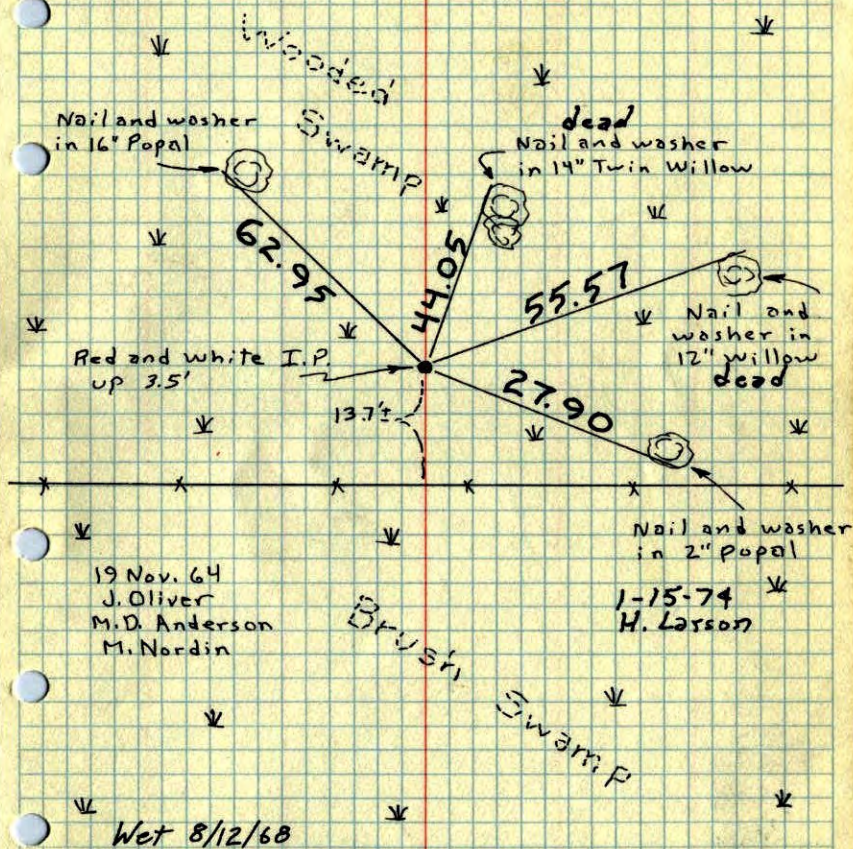 Wooded
Swamp
Nail and washer
in 16" Popal
dead
Nail and washer
in 14" Twin Willow
62.95
44.05
55.57
Nail and
washer in
12" willow
dead
Red and white I.P.
up 3.5'
13.7'±
27.90
Nail and washer
in 2" Popal
19 Nov. 64
J. Oliver
M.D. Anderson
M. Nordin
1-15-74
H. Larson
Brush
Swamp
Wet 8/12/68